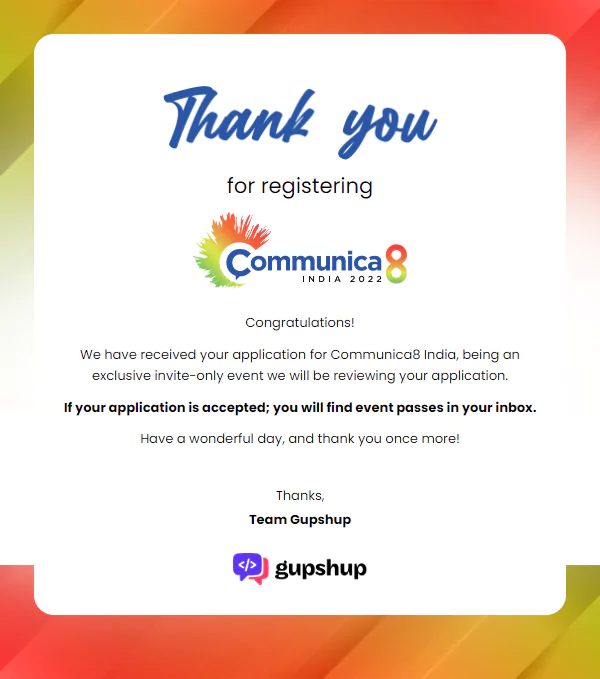 Thank you
for registering
Communica8
INDIA 2022
Congratulations!
We have received your application for Communica8 India, being an
exclusive invite-only event we will be reviewing your application.
If your application is accepted; you will find event passes in your inbox.
Have a wonderful day, and thank you once more!
Thanks,
Team Gupshup
</> gupshup